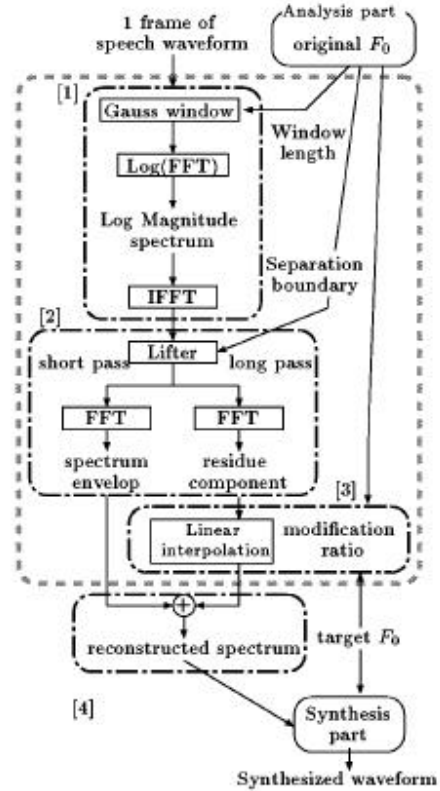 1 frame of
speech waveform
Analysis part
original F0
[1]
Gauss window
Window
length
Log(FFT)
Log Magnitude
spectrum
Separation
boundary
IFFT
[2]
Lifter
short pass
long pass
FFT
FFT
spectrum
envelop
residue
component
[3]
Linear
interpolation
modification
ratio
+
reconstructed spectrum
target F0
[4]
Synthesis
part
Synthesized waveform